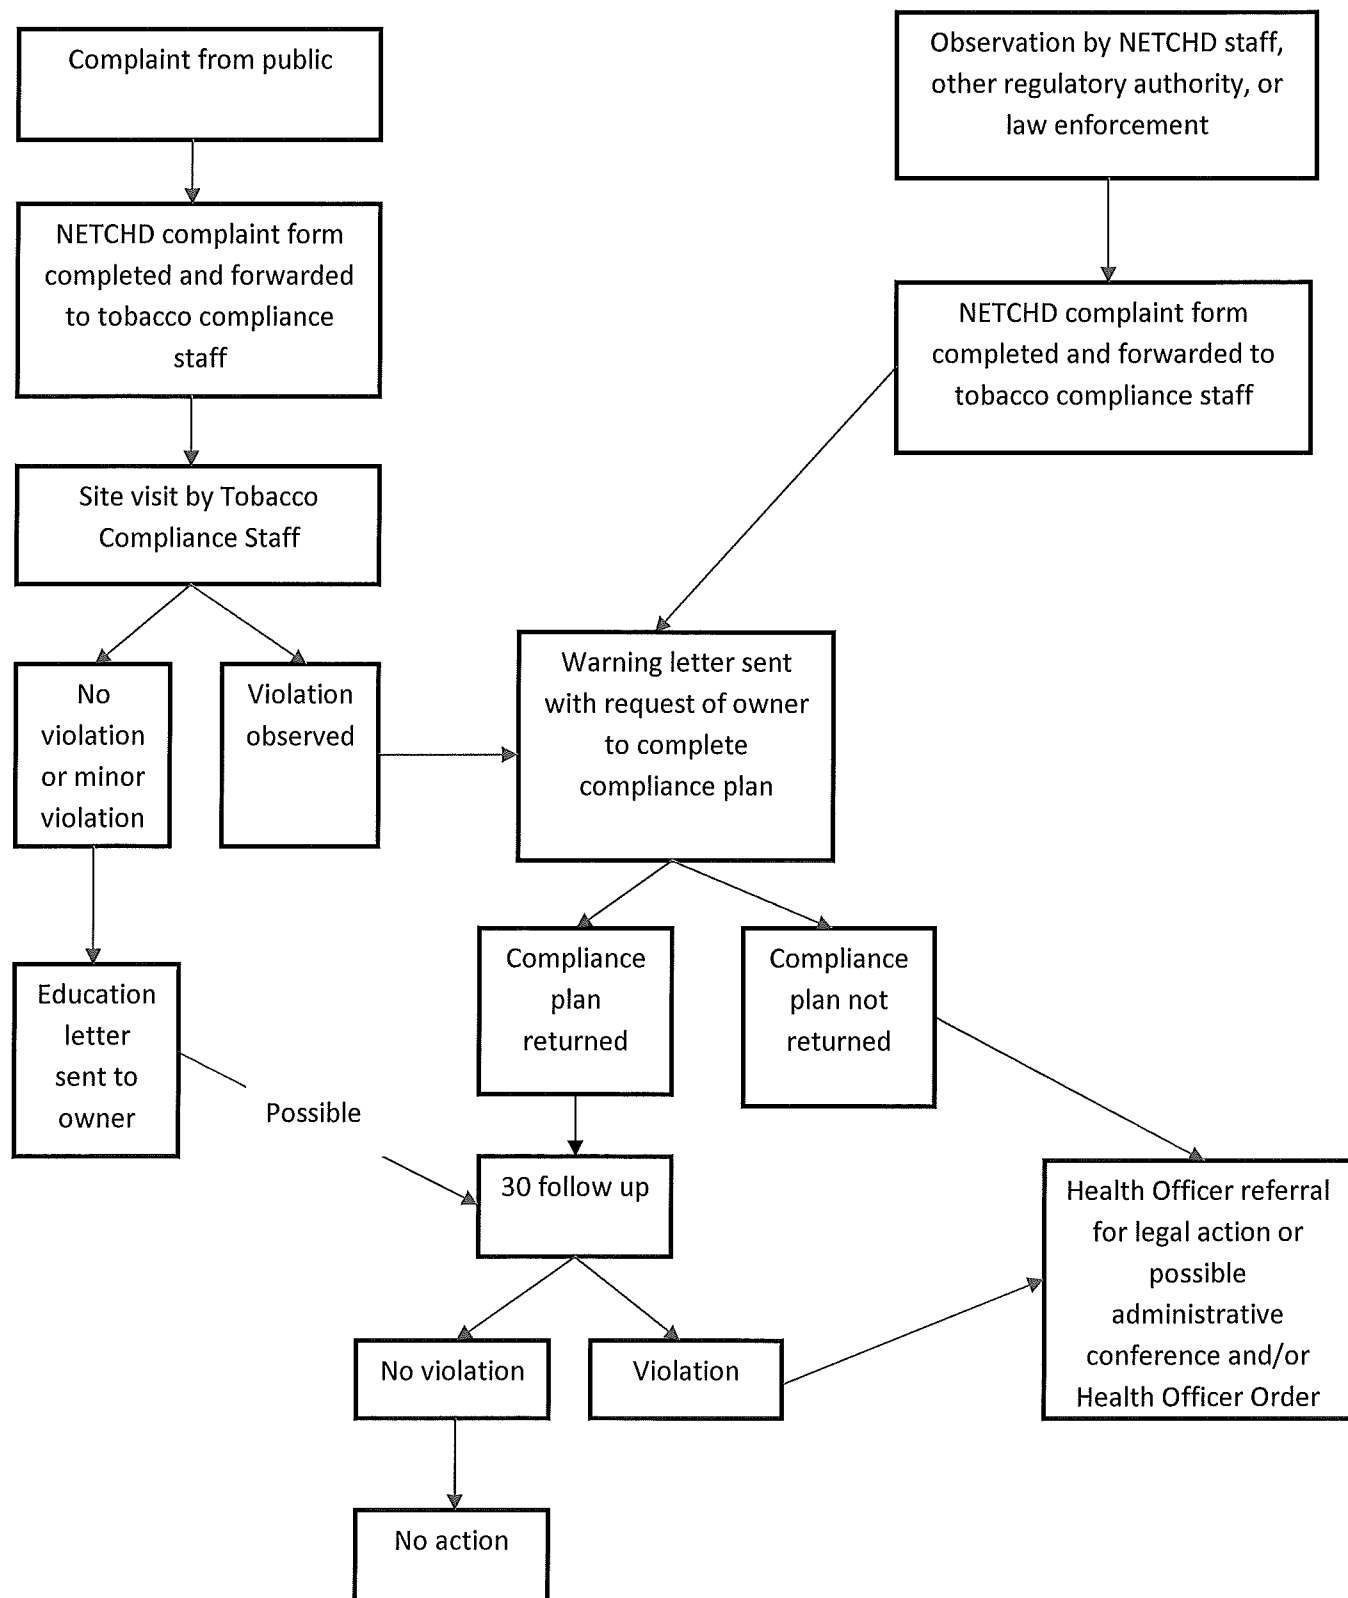 Complaint from public
Observation by NETCHD staff,
other regulatory authority, or
law enforcement
NETCHD complaint form
completed and forwarded
to tobacco compliance
staff
NETCHD complaint form
completed and forwarded to
tobacco compliance staff
Site visit by Tobacco
Compliance Staff
No
violation
or minor
violation
Violation
observed
Warning letter sent
with request of owner
to complete
compliance plan
Education
letter
sent to
owner
Possible
Compliance
plan
returned
Compliance
plan not
returned
30 follow up
Health Officer referral
for legal action or
possible
administrative
conference and/or
Health Officer Order
No violation
Violation
No action